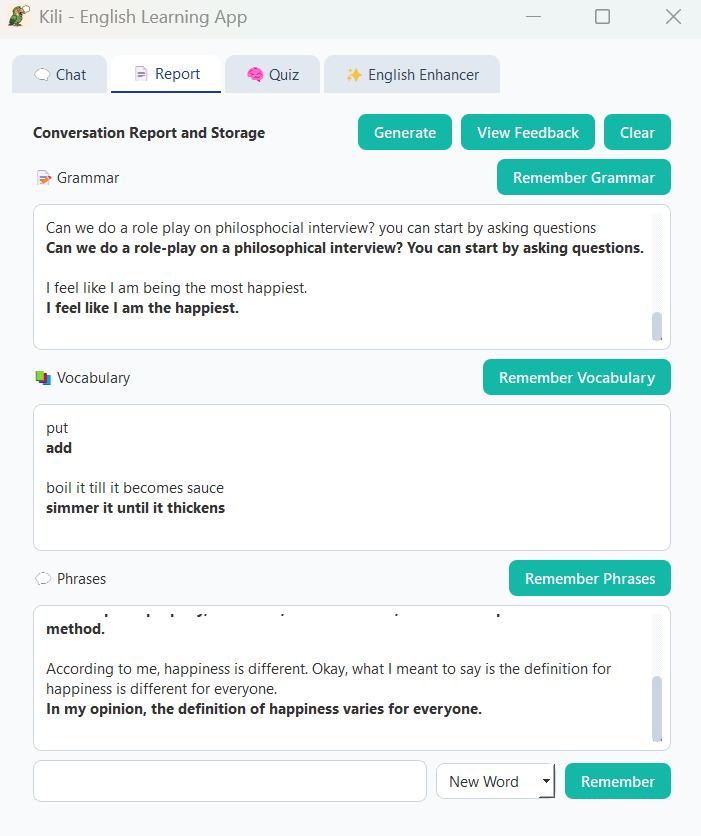 Kili - English Learning App
Chat
Report
Quiz
English Enhancer
Conversation Report and Storage
Generate
View Feedback
Clear
Grammar
Remember Grammar
Can we do a role play on philosphocial interview? you can start by asking questions
Can we do a role-play on a philosophical interview? You can start by asking questions.
I feel like I am being the most happiest.
I feel like I am the happiest.
Vocabulary
Remember Vocabulary
put
add
boil it till it becomes sauce
simmer it until it thickens
Phrases
Remember Phrases
method.
According to me, happiness is different. Okay, what I meant to say is the definition for
happiness is different for everyone.
In my opinion, the definition of happiness varies for everyone.
New Word
Remember